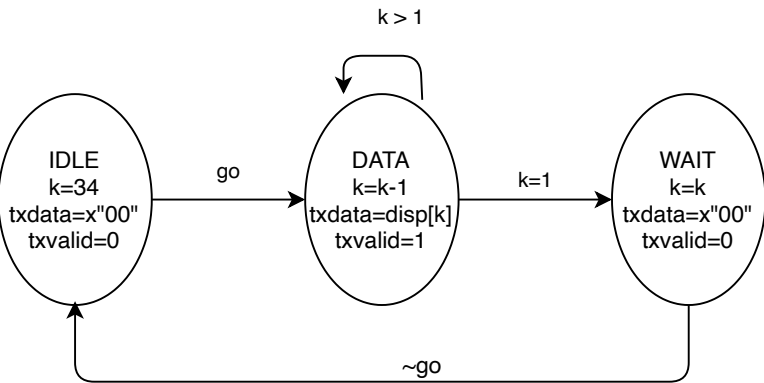 k > 1
IDLE
k=34
txdata=x"00"
txvalid=0
go
DATA
k=k-1
txdata=disp[k]
txvalid=1
k=1
WAIT
k=k
txdata=x"00"
txvalid=0
~go